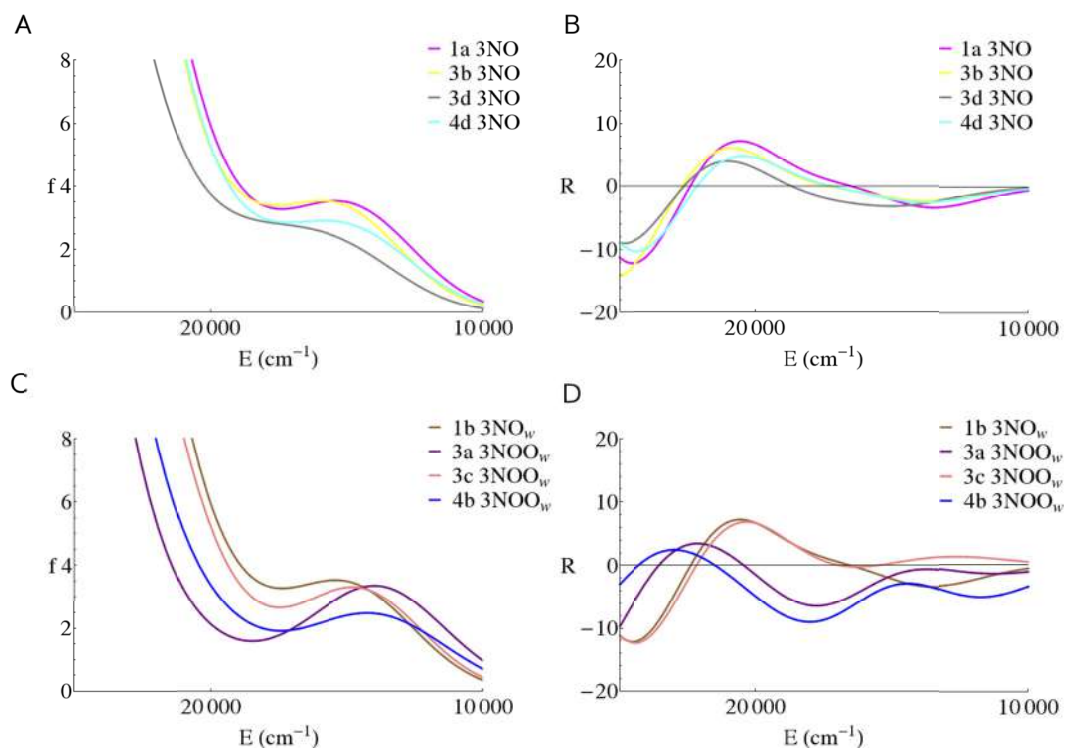 A
8
6
f 4
2
0
20 000
10 000
E (cm⁻¹)
1a 3NO
3b 3NO
3d 3NO
4d 3NO
B
20
10
R 0
−10
−20
20 000
10 000
E (cm⁻¹)
1a 3NO
3b 3NO
3d 3NO
4d 3NO
C
8
6
f 4
2
0
20 000
10 000
E (cm⁻¹)
1b 3NO_w
3a 3NOO_w
3c 3NOO_w
4b 3NOO_w
D
20
10
R 0
−10
−20
20 000
10 000
E (cm⁻¹)
1b 3NO_w
3a 3NOO_w
3c 3NOO_w
4b 3NOO_w